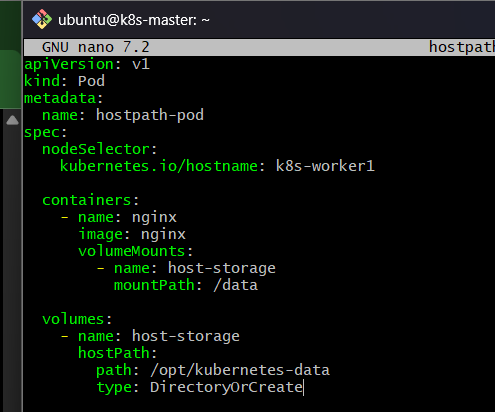 ubuntu@k8s-master: ~
GNU nano 7.2 hostpath
apiVersion: v1
kind: Pod
metadata:
  name: hostpath-pod
spec:
  nodeSelector:
    kubernetes.io/hostname: k8s-worker1
  containers:
    - name: nginx
      image: nginx
      volumeMounts:
        - name: host-storage
          mountPath: /data
  volumes:
    - name: host-storage
      hostPath:
        path: /opt/kubernetes-data
        type: DirectoryOrCreate